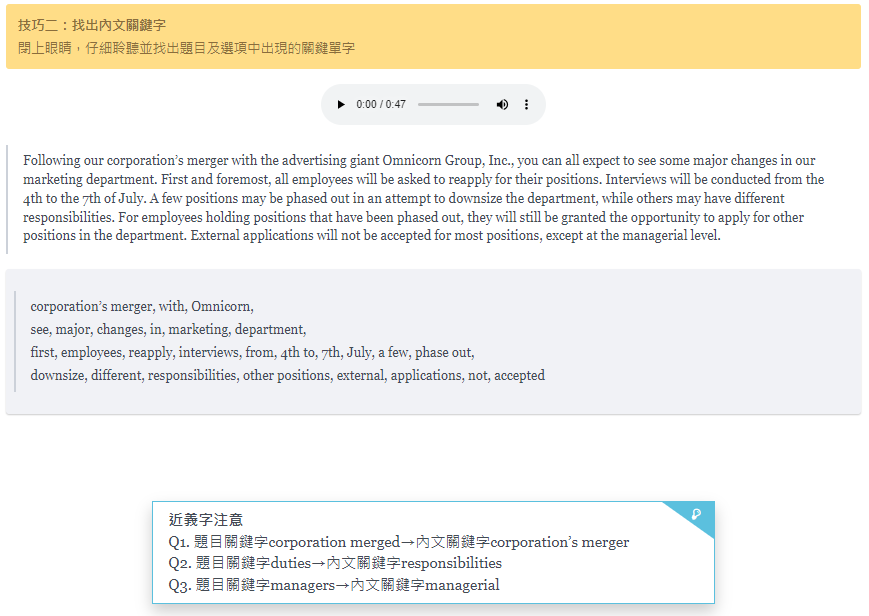 技巧二：找出內文關鍵字
閉上眼睛，仔細聆聽並找出題目及選項中出現的關鍵單字
0:00 / 0:47
Following our corporation’s merger with the advertising giant Omnicorn Group, Inc., you can all expect to see some major changes in our
marketing department. First and foremost, all employees will be asked to reapply for their positions. Interviews will be conducted from the
4th to the 7th of July. A few positions may be phased out in an attempt to downsize the department, while others may have different
responsibilities. For employees holding positions that have been phased out, they will still be granted the opportunity to apply for other
positions in the department. External applications will not be accepted for most positions, except at the managerial level.
corporation’s merger, with, Omnicorn,
see, major, changes, in, marketing, department,
first, employees, reapply, interviews, from, 4th to, 7th, July, a few, phase out,
downsize, different, responsibilities, other positions, external, applications, not, accepted
近義字注意
Q1. 題目關鍵字corporation merged→內文關鍵字corporation’s merger
Q2. 題目關鍵字duties→內文關鍵字responsibilities
Q3. 題目關鍵字managers→內文關鍵字managerial